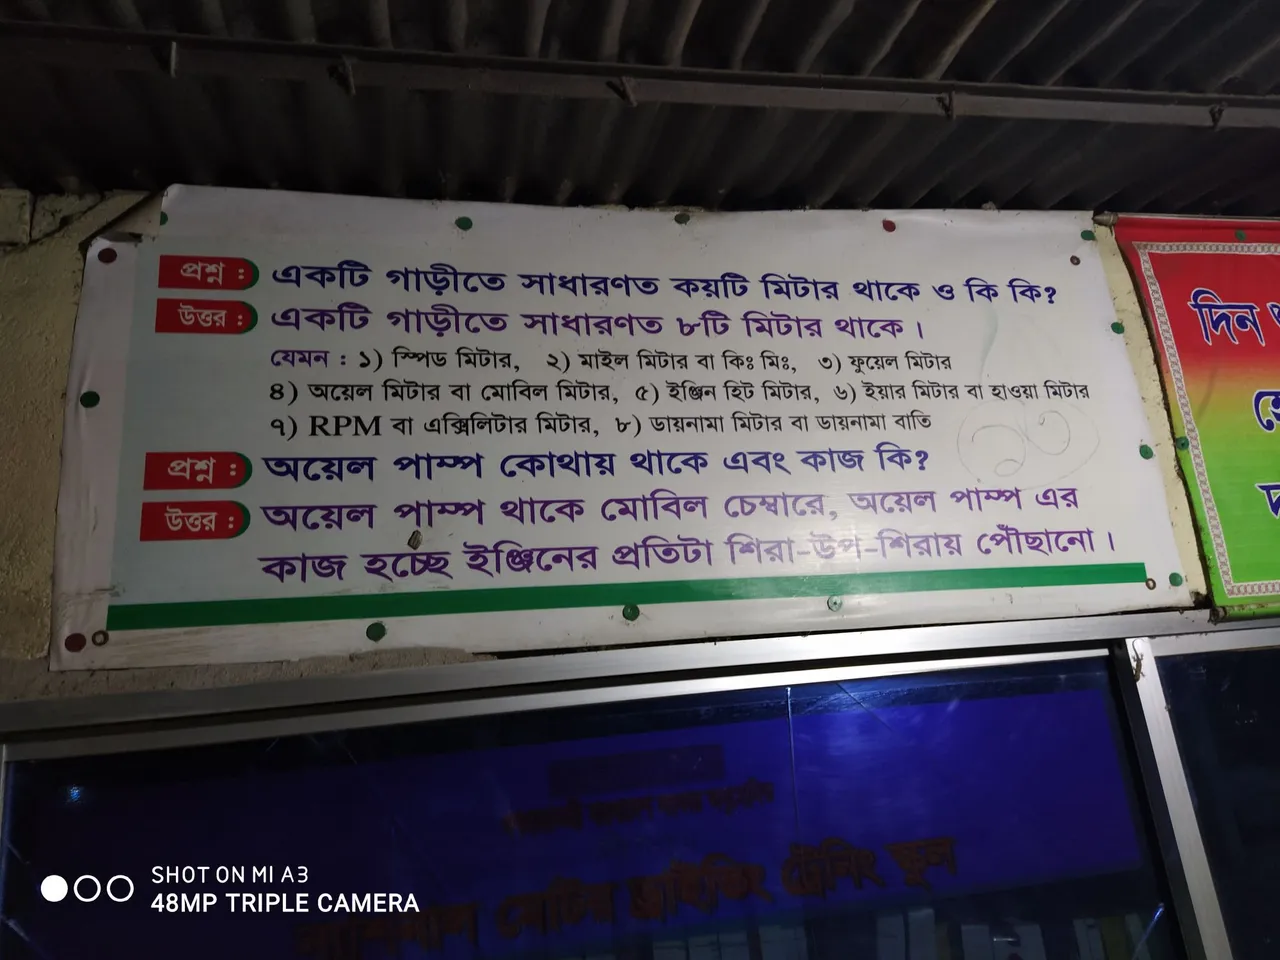 প্রশ্ন : একটি গাড়ীতে সাধারণত কয়টি মিটার থাকে ও কি কি?
উত্তর : একটি গাড়ীতে সাধারণত ৮টি মিটার থাকে।
যেমন : ১) স্পিড মিটার, ২) মাইল মিটার বা কিঃ মিঃ, ৩) ফুয়েল মিটার
৪) অয়েল মিটার বা মোবিল মিটার, ৫) ইঞ্জিন হিট মিটার, ৬) ইয়ার মিটার বা হাওয়া মিটার
৭) RPM বা এক্সিলিটার মিটার, ৮) ডায়নামা মিটার বা ডায়নামা বাতি
প্রশ্ন : অয়েল পাম্প কোথায় থাকে এবং কাজ কি?
উত্তর : অয়েল পাম্প থাকে মোবিল চেম্বারে, অয়েল পাম্প এর
কাজ হচ্ছে ইঞ্জিনের প্রতিটা শিরা-উপ-শিরায় পৌঁছানো।
দিন
মোটর ড্রাইভিং ট্রেনিং স্কুল
SHOT ON MI A3
48MP TRIPLE CAMERA